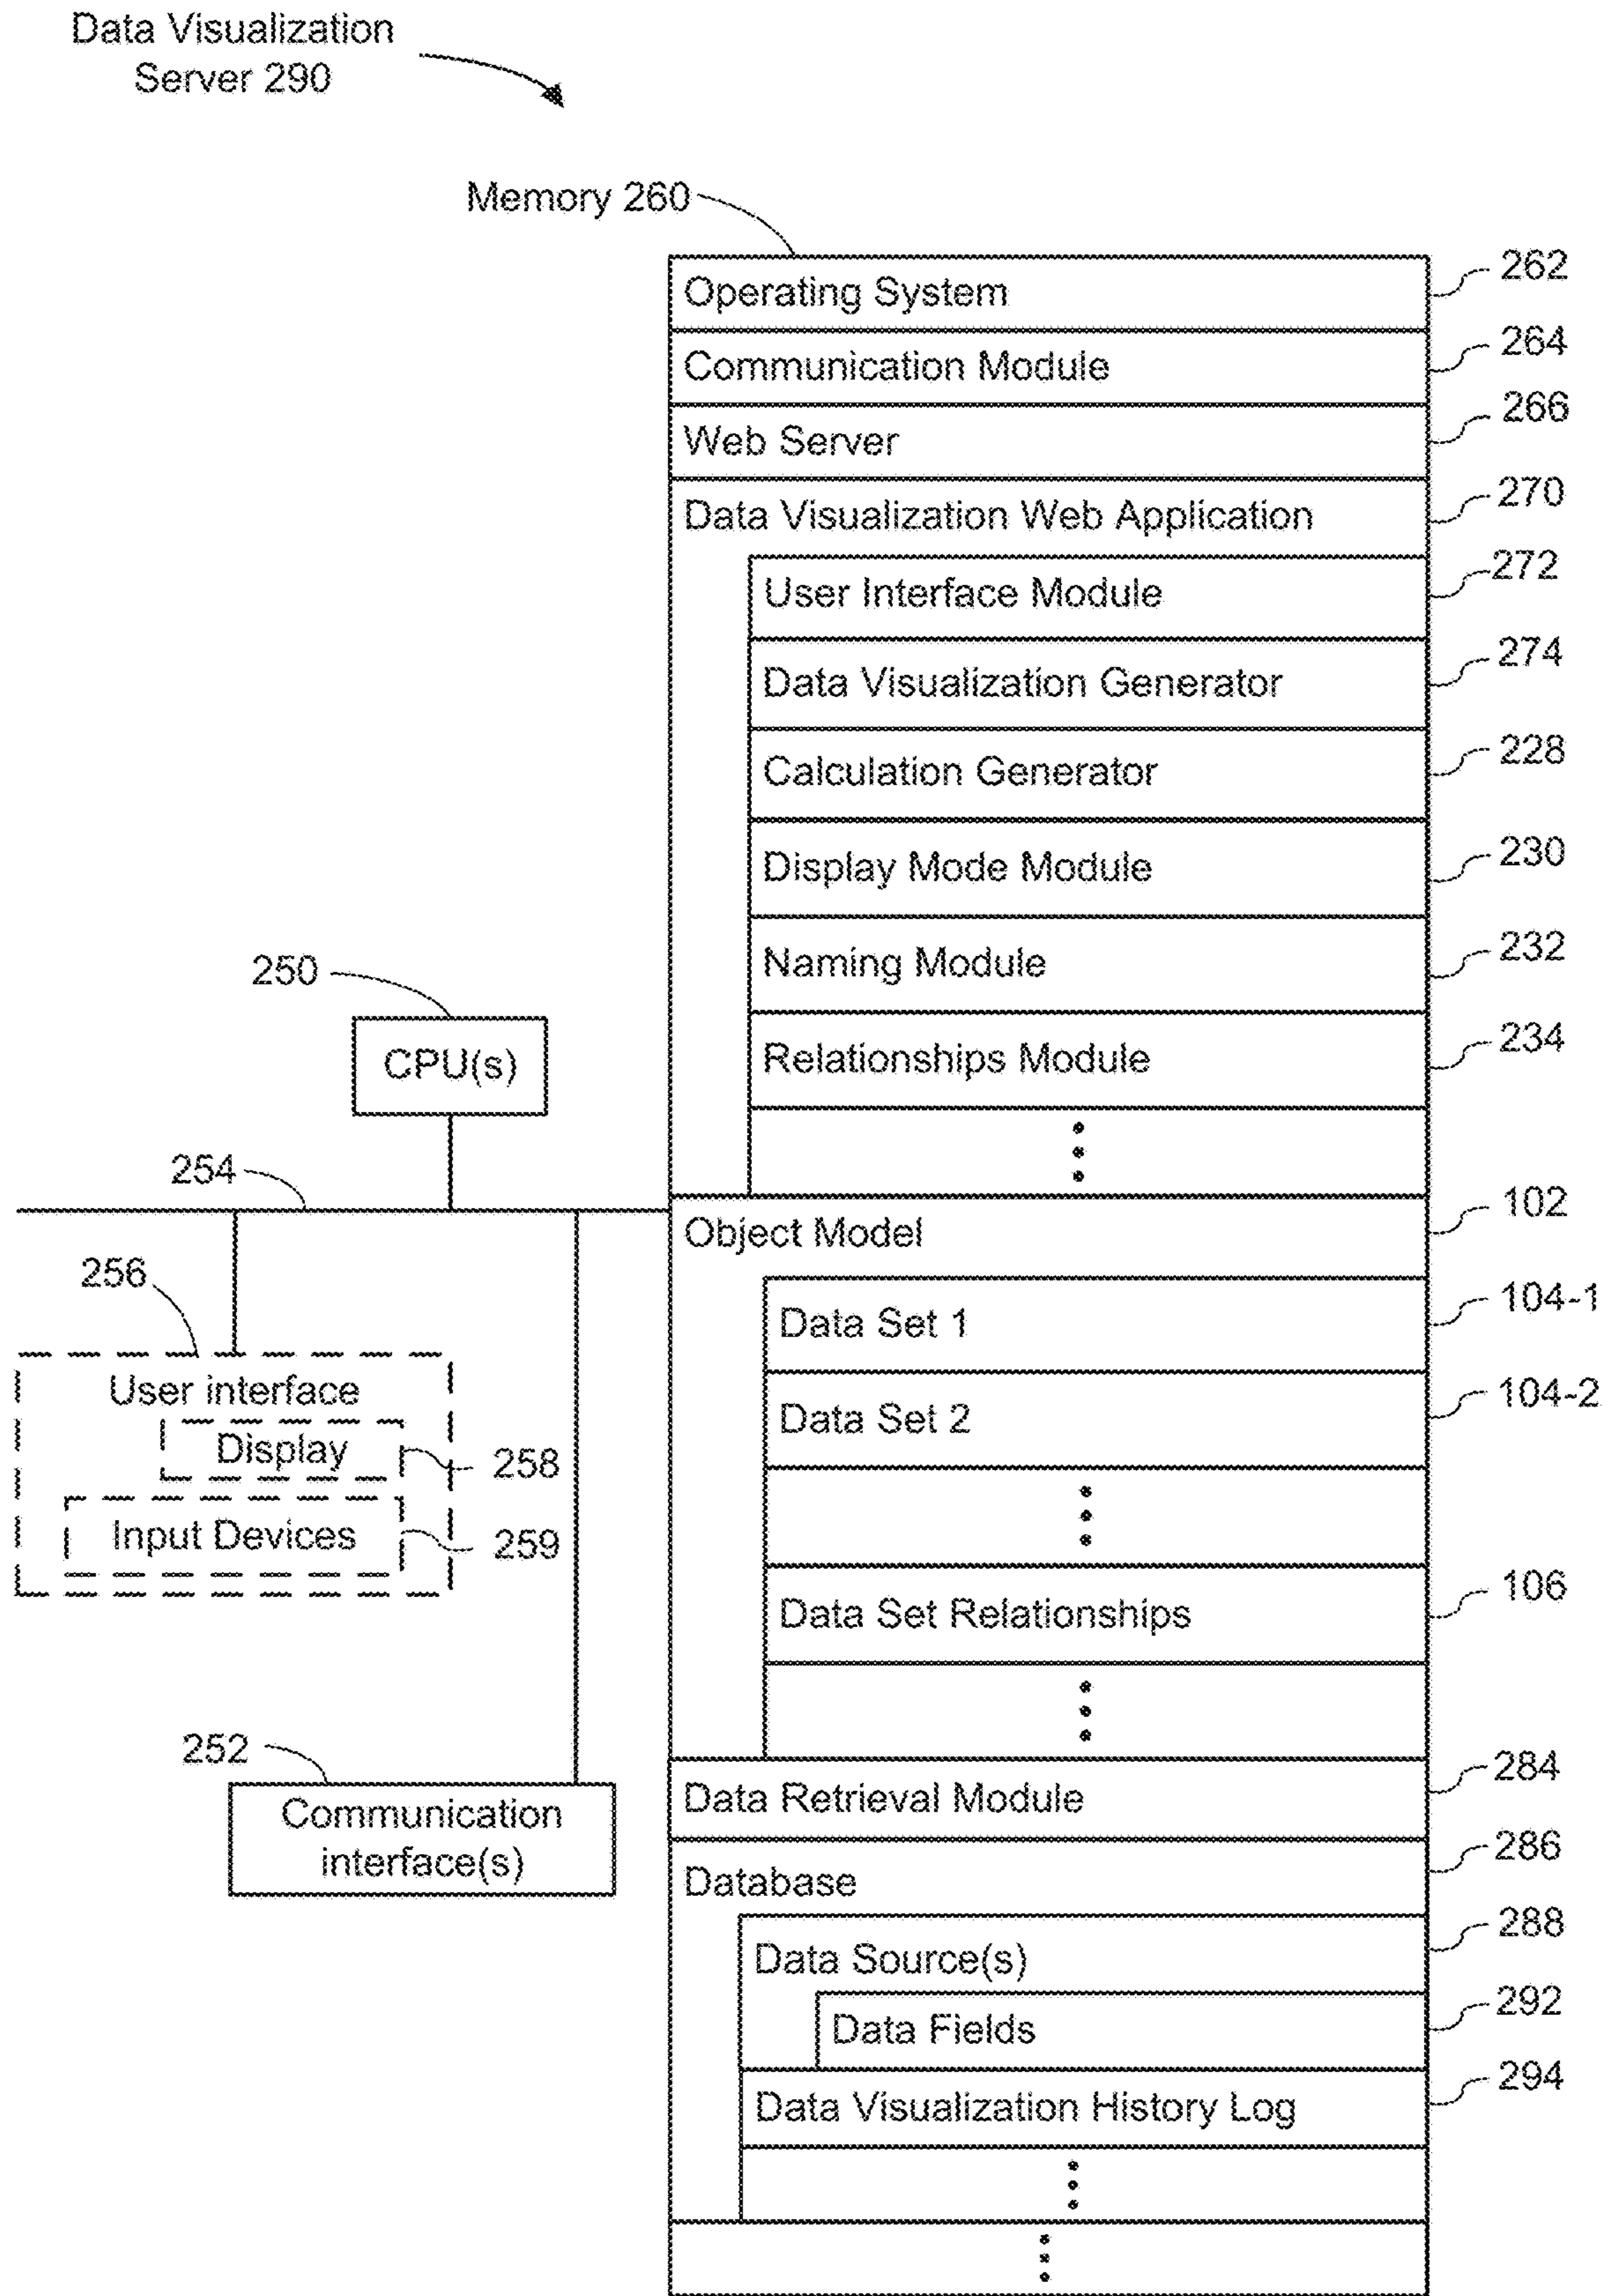 Data Visualization
Server 290
Memory 260
Operating System
262
Communication Module
264
Web Server
266
Data Visualization Web Application
270
User Interface Module
272
Data Visualization Generator
274
Calculation Generator
228
Display Mode Module
230
Naming Module
232
Relationships Module
234
250
CPU(s)
254
Object Model
102
Data Set 1
104-1
Data Set 2
104-2
Data Set Relationships
106
256
User interface
Display
258
Input Devices
259
252
Communication
interface(s)
Data Retrieval Module
284
Database
286
Data Source(s)
288
Data Fields
292
Data Visualization History Log
294